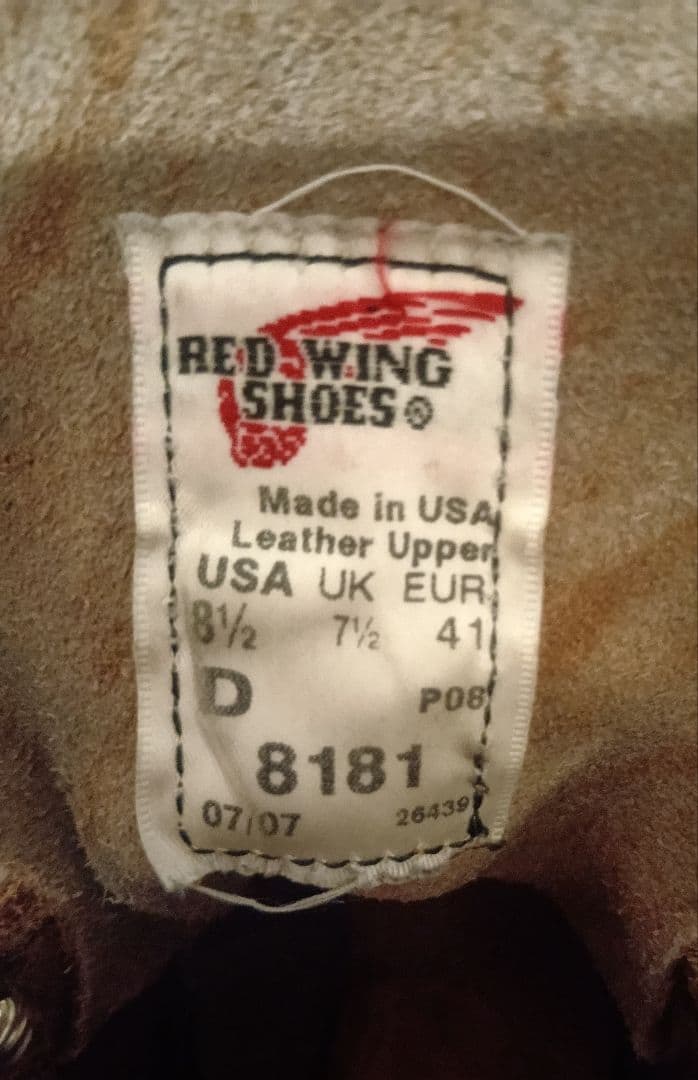 RED WING
SHOES®
Made in USA
Leather Upper
USA UK EUR
8½ 7½ 41
D P08
8181
07/07 26439